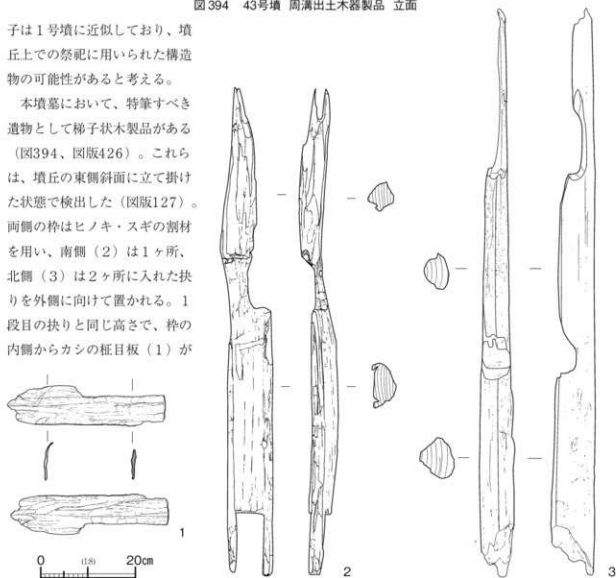 図394　43号墳 周溝出土木器製品 立面
子は１号墳に近似しており、墳
丘上での祭祀に用いられた構造
物の可能性があると考える。
　本墳墓において、特筆すべき
遺物として梯子状木製品がある
（図394、図版426）。これら
は、墳丘の東側斜面に立て掛け
た状態で検出した（図版127）。
両側の枠はヒノキ・スギの割材
を用い、南側（2）は１ヶ所、
北側（3）は２ヶ所に入れた抉
りを外側に向けて置かれる。１
段目の抉りと同じ高さで、枠の
内側からカシの柾目板（1）が
1
0 (1:8) 20cm
2
3